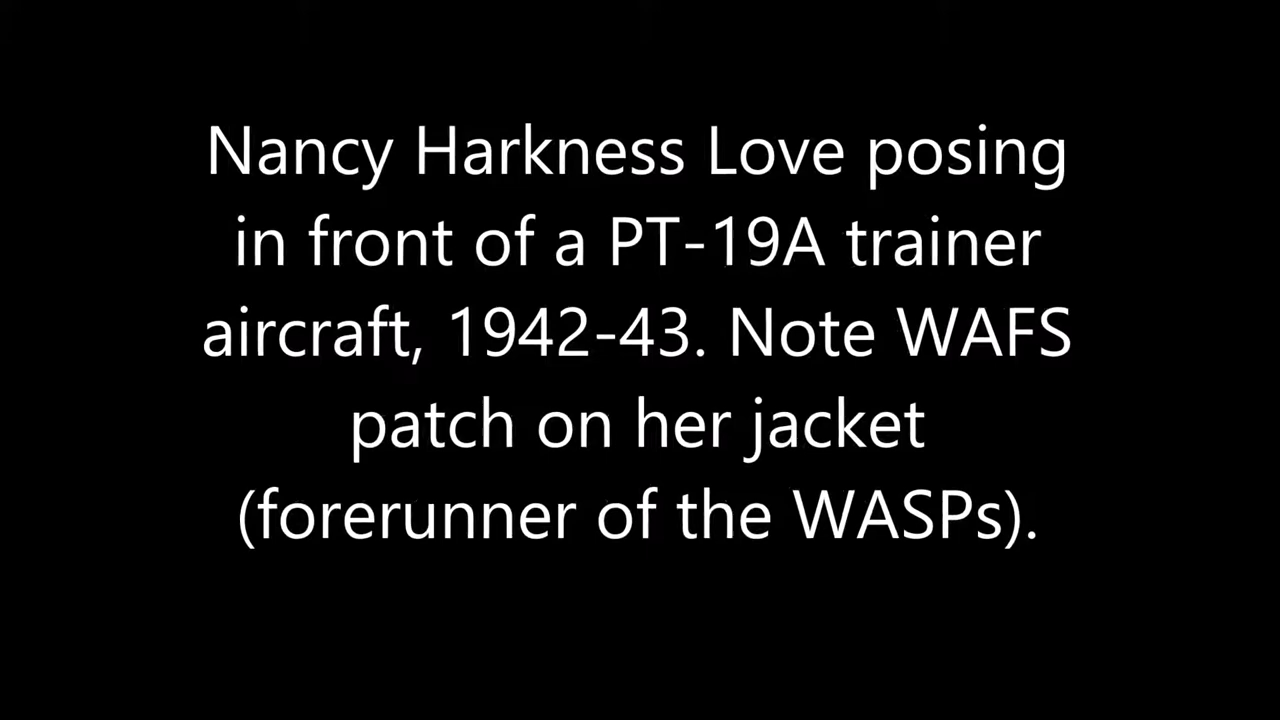 Nancy Harkness Love posing
in front of a PT-19A trainer
aircraft, 1942-43. Note WAFS
patch on her jacket
(forerunner of the WASPs).